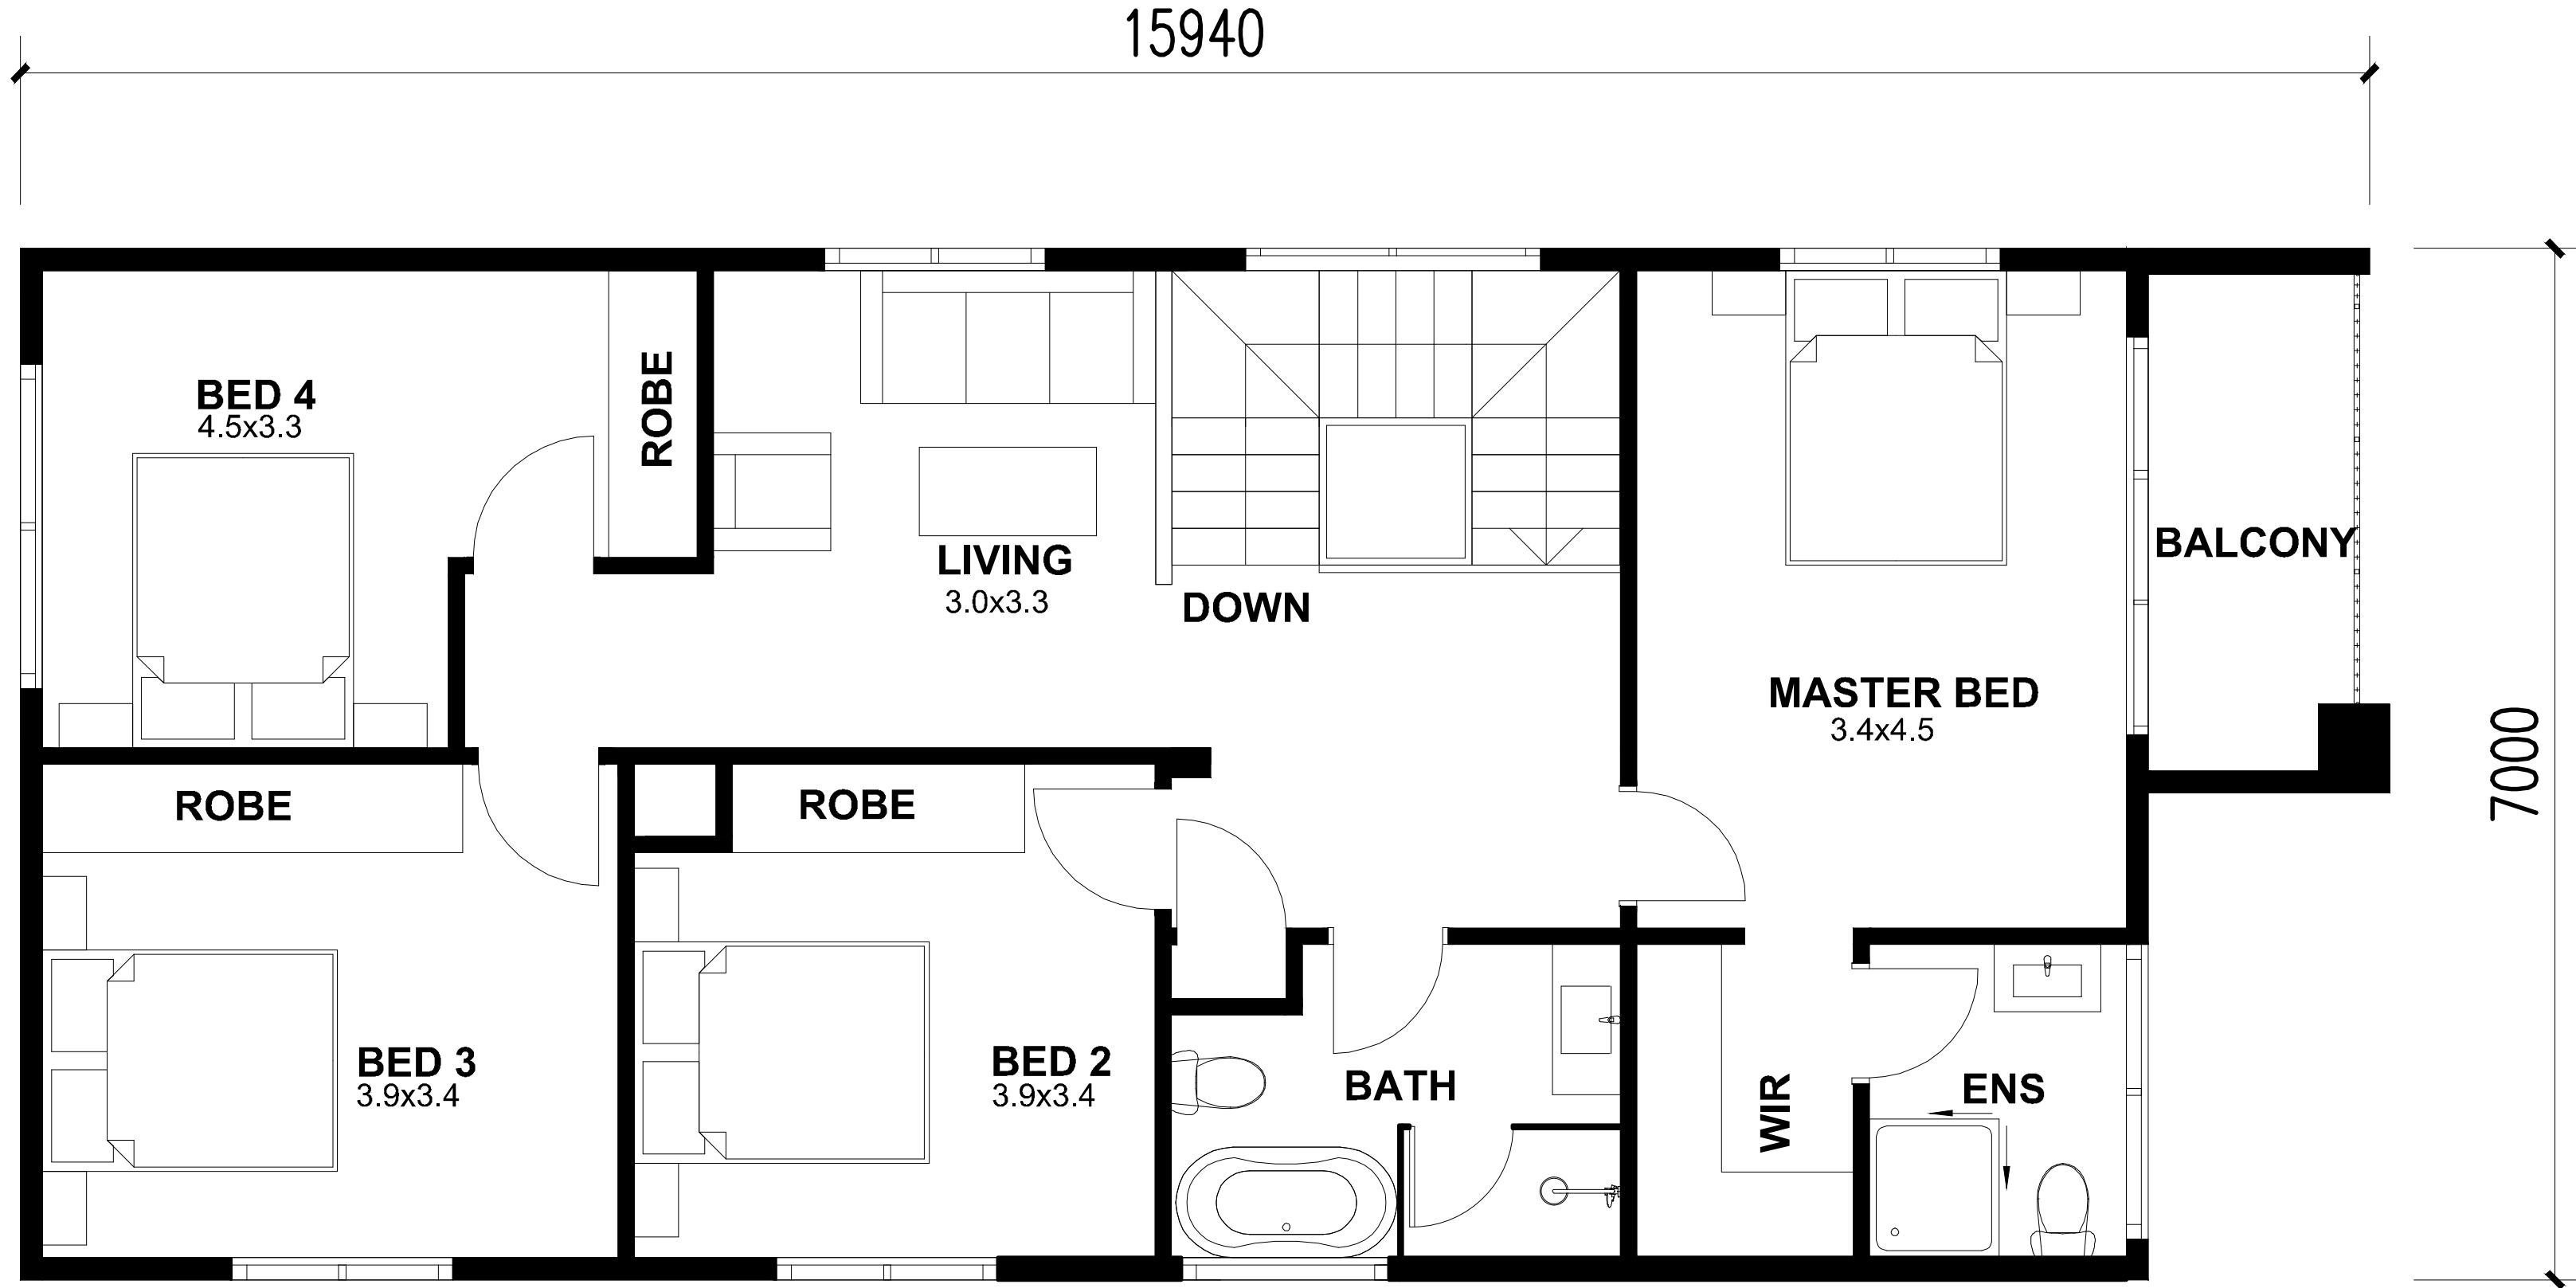 15940
BED 4
4.5x3.3
ROBE
LIVING
3.0x3.3
DOWN
BALCONY
MASTER BED
3.4x4.5
7000
ROBE
ROBE
BED 3
3.9x3.4
BED 2
3.9x3.4
BATH
WIR
ENS